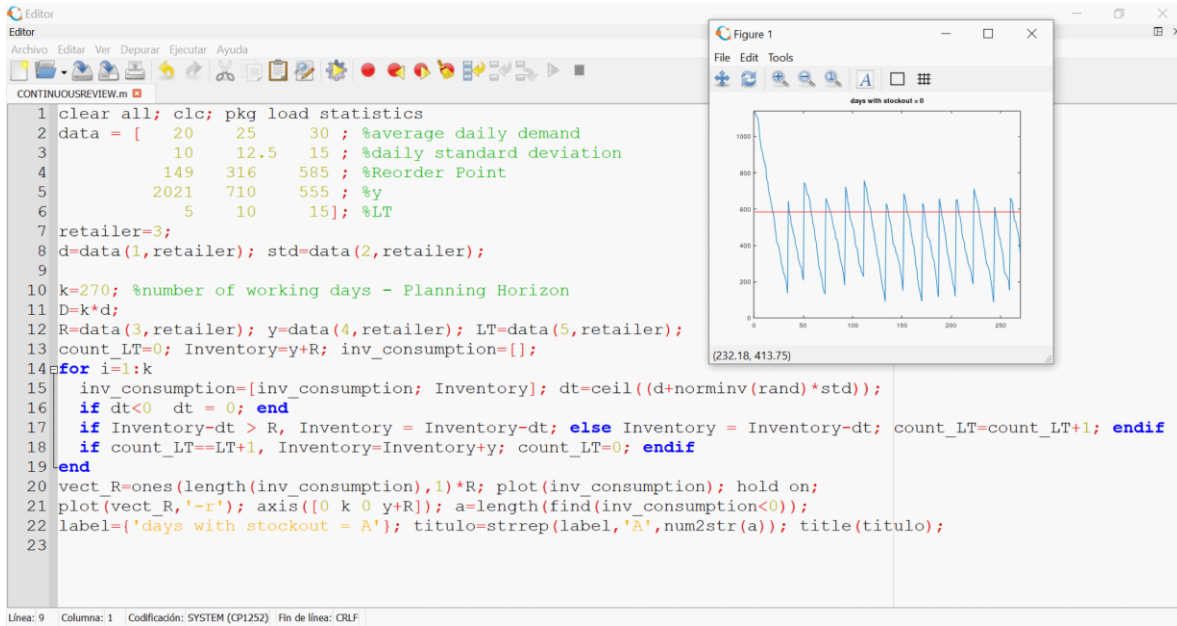 Editor
Editor
Archivo Editar Ver Depurar Ejecutar Ayuda
CONTINUOUSREVIEW.m
1 clear all; clc; pkg load statistics
2 data = [ 20 25 30 ; %average daily demand
3 10 12.5 15 ; %daily standard deviation
4 149 316 585 ; %Reorder Point
5 2021 710 555 ; %y
6 5 10 15]; %LT
7 retailer=3;
8 d=data(1,retailer); std=data(2,retailer);
9
10 k=270; %number of working days - Planning Horizon
11 D=k*d;
12 R=data(3,retailer); y=data(4,retailer); LT=data(5,retailer);
13 count_LT=0; Inventory=y+R; inv_consumption=[];
14 for i=1:k
15 inv_consumption=[inv_consumption; Inventory]; dt=ceil((d+norminv(rand)*std));
16 if dt<0 dt = 0; end
17 if Inventory-dt > R, Inventory = Inventory-dt; else Inventory = Inventory-dt; count_LT=count_LT+1; endif
18 if count_LT==LT+1, Inventory=Inventory+y; count_LT=0; endif
19 end
20 vect_R=ones(length(inv_consumption),1)*R; plot(inv_consumption); hold on;
21 plot(vect_R,'-r'); axis([0 k 0 y+R]); a=length(find(inv_consumption<0));
22 label={'days with stockout = A'}; titulo=strrep(label,'A',num2str(a)); title(titulo);
23
Línea: 9 Columna: 1 Codificación: SYSTEM (CP1252) Fin de línea: CRLF
Figure 1
File Edit Tools
A
days with stockout = 0
1000
800
600
400
200
0
0 50 100 150 200 250
(232.18, 413.75)